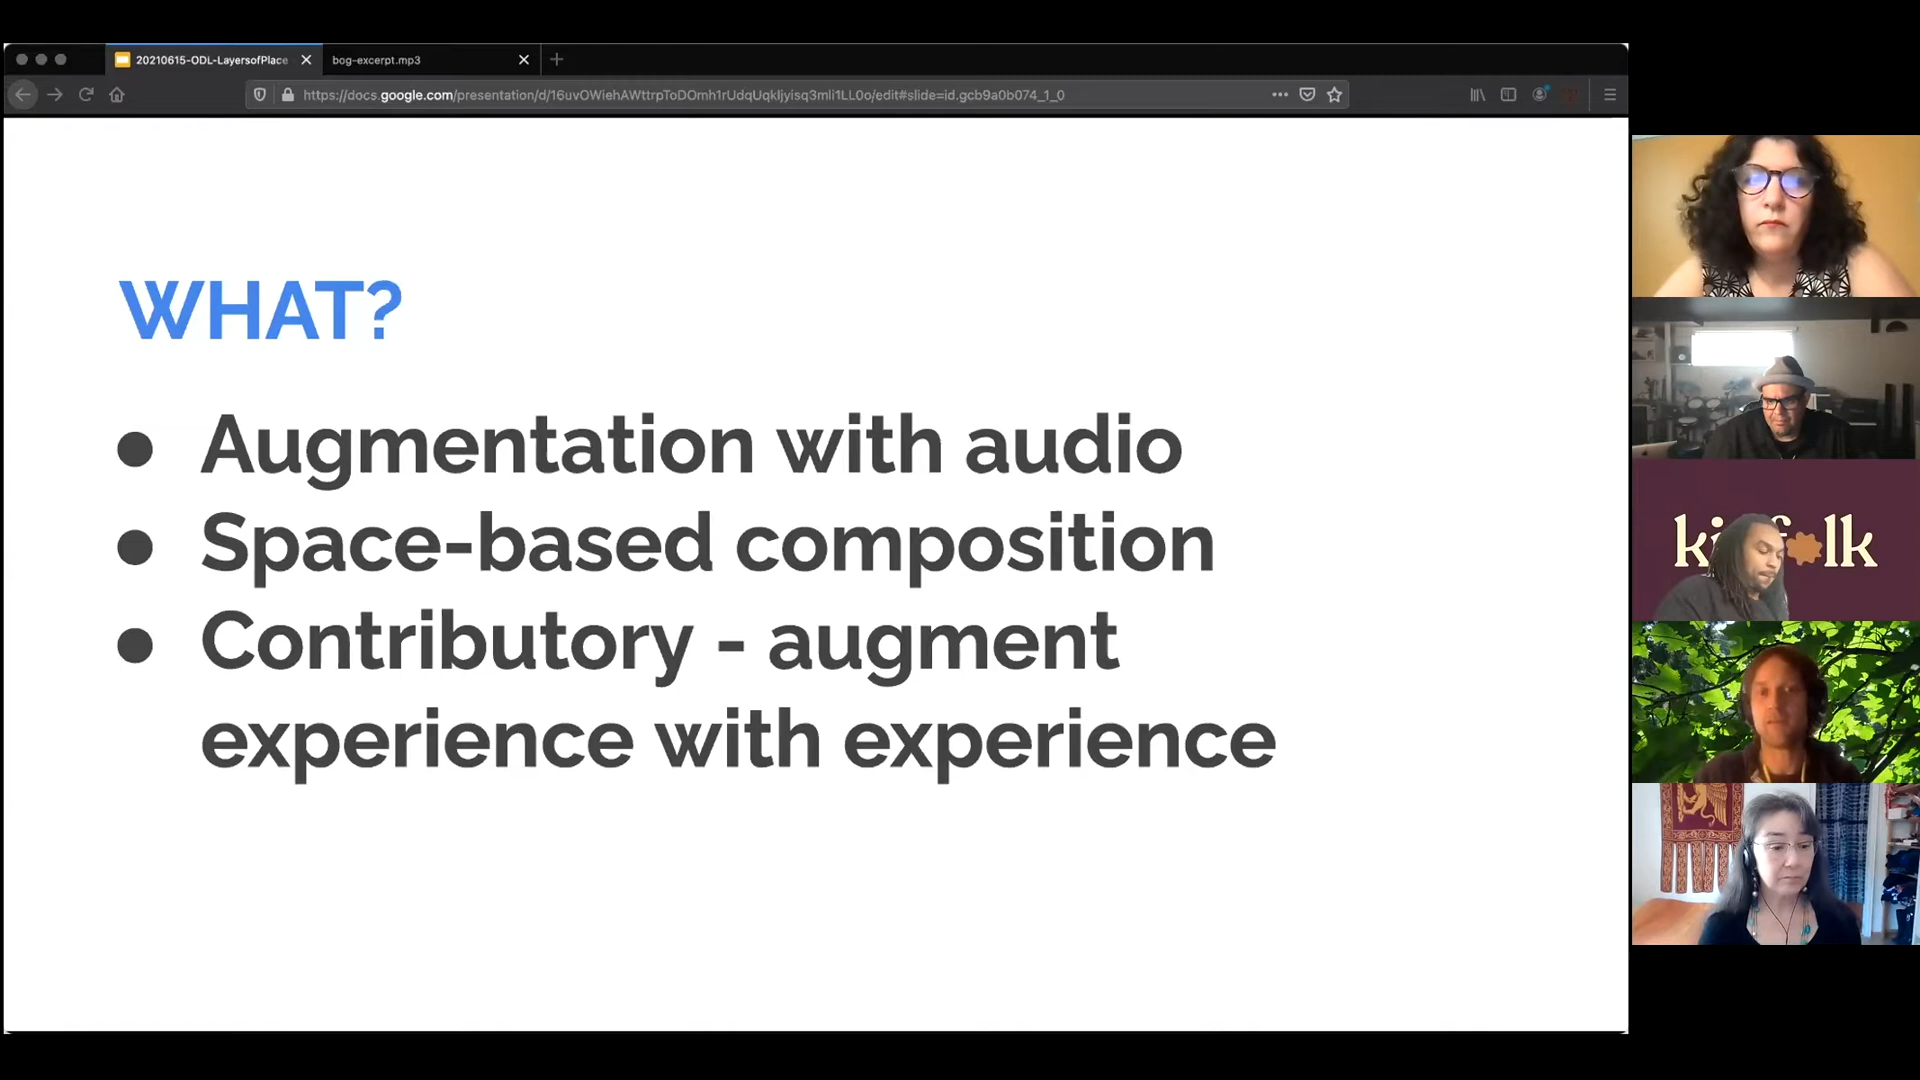 20210615-ODL-LayersofPlace
bog-excerpt.mp3
https://docs.google.com/presentation/d/16uvOWiehAWttrpToDOmh1rUdqUqkljyisq3mli1LL0o/edit#slide=id.gcb9a0b074_1_0
WHAT?
● Augmentation with audio
● Space-based composition
● Contributory - augment
experience with experience